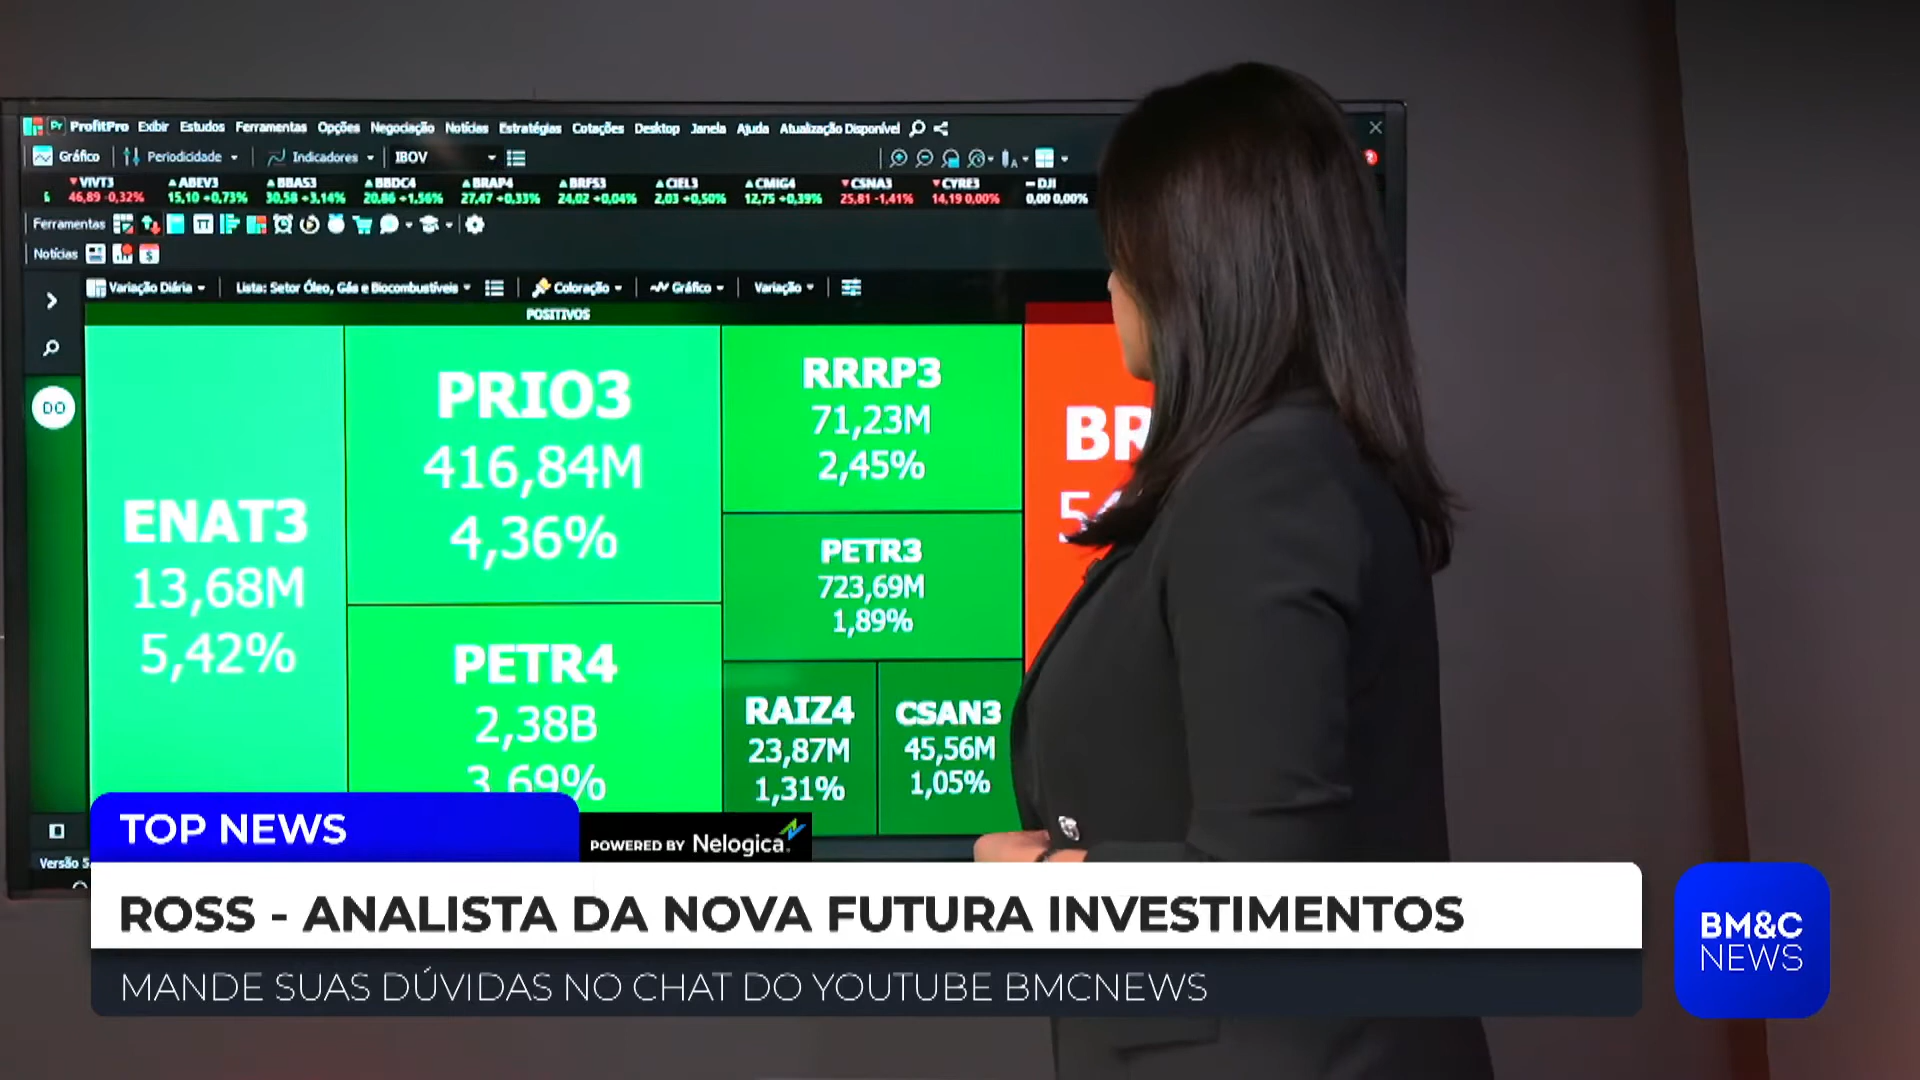 ProfitPro Exibir Estudos Ferramentas Opções Negociação Notícias Estratégias Cotações Desktop Janela Ajuda Atualização Disponível
Gráfico Periodicidade Indicadores IBOV
VIVT3 ABEV3 BBAS3 BBDC4 BRAP4 BRFS3 CIEL3 CMIG4 CSNA3 CYRE3 DJI
46,89 -0,32% 15,10 +0,73% 30,58 +3,14% 20,86 +1,56% 27,47 +0,33% 24,02 +0,04% 2,03 +0,50% 12,75 +0,39% 25,81 -1,41% 14,19 0,00% 0,00 0,00%
Ferramentas
Notícias
Variação Diária Lista: Setor Óleo, Gás e Biocombustíveis Coloração Gráfico Variação
POSITIVOS
DO
ENAT3
13,68M
5,42%
PRIO3
416,84M
4,36%
PETR4
2,38B
3,69%
RRRP3
71,23M
2,45%
PETR3
723,69M
1,89%
RAIZ4
23,87M
1,31%
CSAN3
45,56M
1,05%
BR
Versão 5
TOP NEWS
POWERED BY Nelogica
ROSS - ANALISTA DA NOVA FUTURA INVESTIMENTOS
MANDE SUAS DÚVIDAS NO CHAT DO YOUTUBE BMCNEWS
BM&C
NEWS